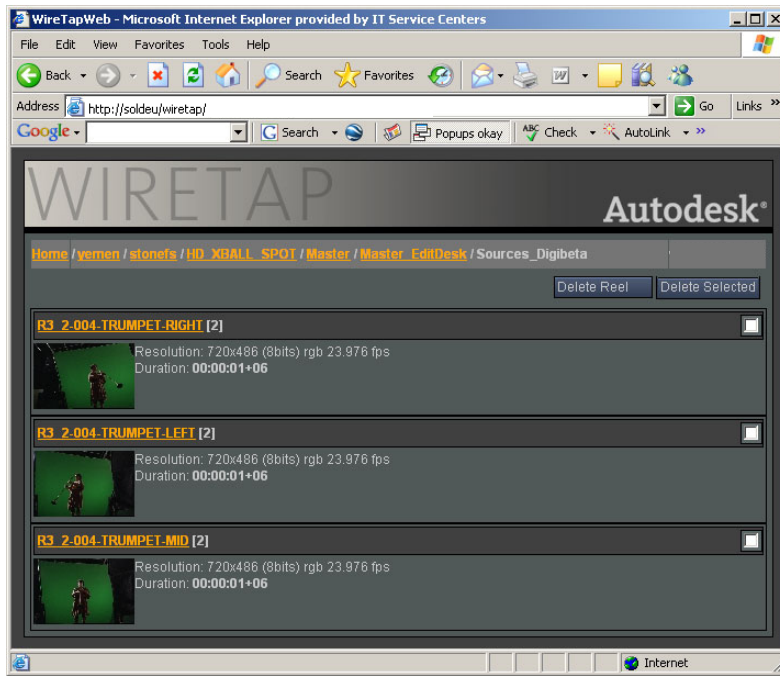 WireTapWeb - Microsoft Internet Explorer provided by IT Service Centers
File Edit View Favorites Tools Help
Back Search Favorites
Address http://soldeu/wiretap/ Go Links »
Google Search Popups okay ABC Check AutoLink »
WIRETAP
Autodesk®
Home / yemen / stonefs / HD_XBALL_SPOT / Master / Master_EditDesk / Sources_Digibeta
Delete Reel Delete Selected
R3_2-004-TRUMPET-RIGHT [2]
Resolution: 720x486 (8bits) rgb 23.976 fps
Duration: 00:00:01+06
R3_2-004-TRUMPET-LEFT [2]
Resolution: 720x486 (8bits) rgb 23.976 fps
Duration: 00:00:01+06
R3_2-004-TRUMPET-MID [2]
Resolution: 720x486 (8bits) rgb 23.976 fps
Duration: 00:00:01+06
Internet